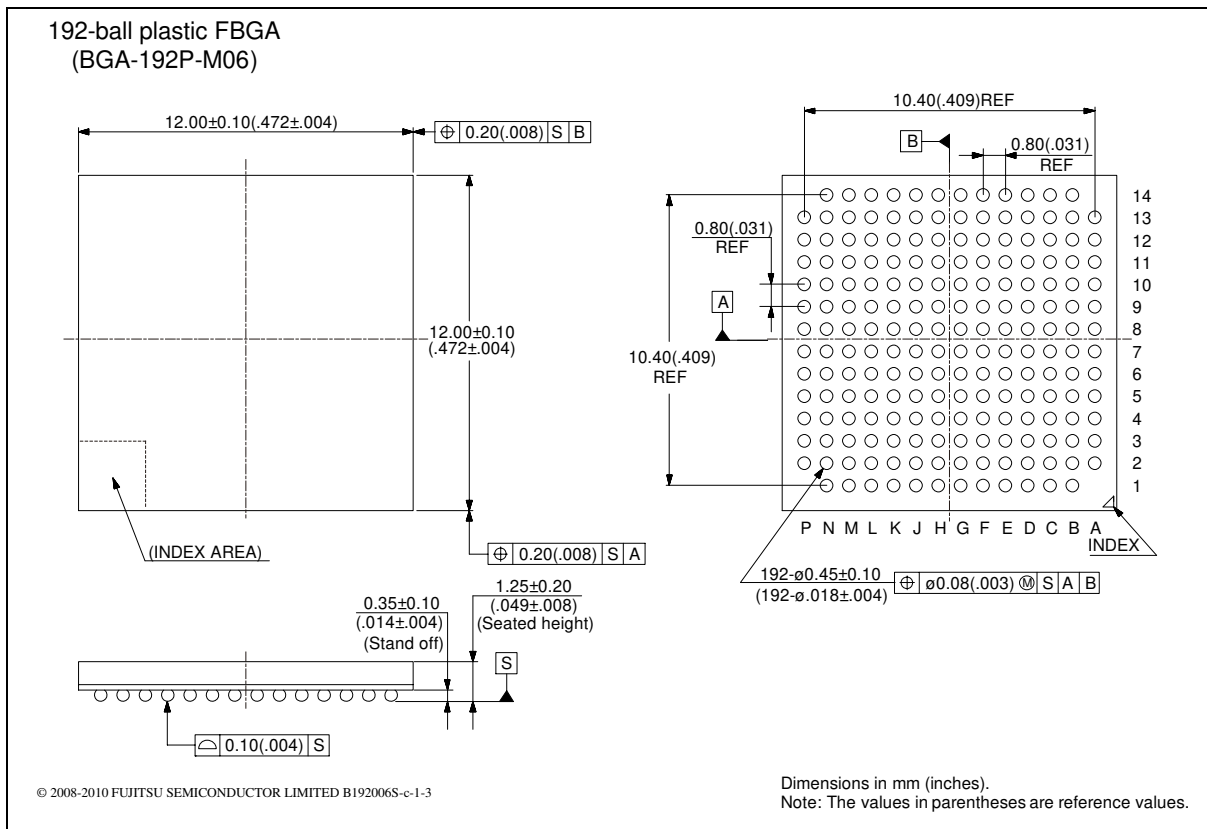 192-ball plastic FBGA
(BGA-192P-M06)
12.00±0.10(.472±.004)
⌖ 0.20(.008) S B
12.00±0.10
(.472±.004)
(INDEX AREA)
⌖ 0.20(.008) S A
10.40(.409)REF
B
0.80(.031)
REF
0.80(.031)
REF
A
10.40(.409)
REF
14
13
12
11
10
9
8
7
6
5
4
3
2
1
P N M L K J H G F E D C B A
INDEX
192-ø0.45±0.10
(192-ø.018±.004)
⌖ ø0.08(.003) Ⓜ S A B
0.35±0.10
(.014±.004)
(Stand off)
1.25±0.20
(.049±.008)
(Seated height)
S
⌓ 0.10(.004) S
© 2008-2010 FUJITSU SEMICONDUCTOR LIMITED B192006S-c-1-3
Dimensions in mm (inches).
Note: The values in parentheses are reference values.